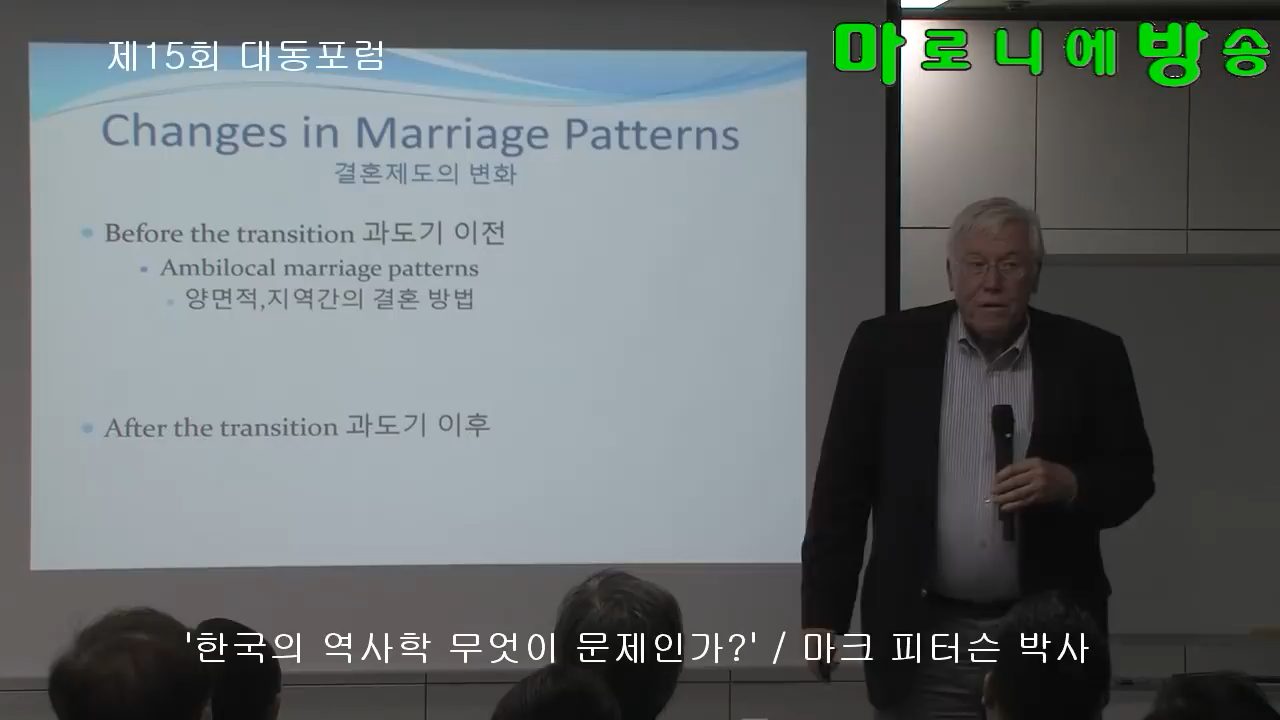 제15회 대동포럼
마로니에방송
Changes in Marriage Patterns
결혼제도의 변화
Before the transition 과도기 이전
Ambilocal marriage patterns
양면적,지역간의 결혼 방법
After the transition 과도기 이후
'한국의 역사학 무엇이 문제인가?' / 마크 피터슨 박사